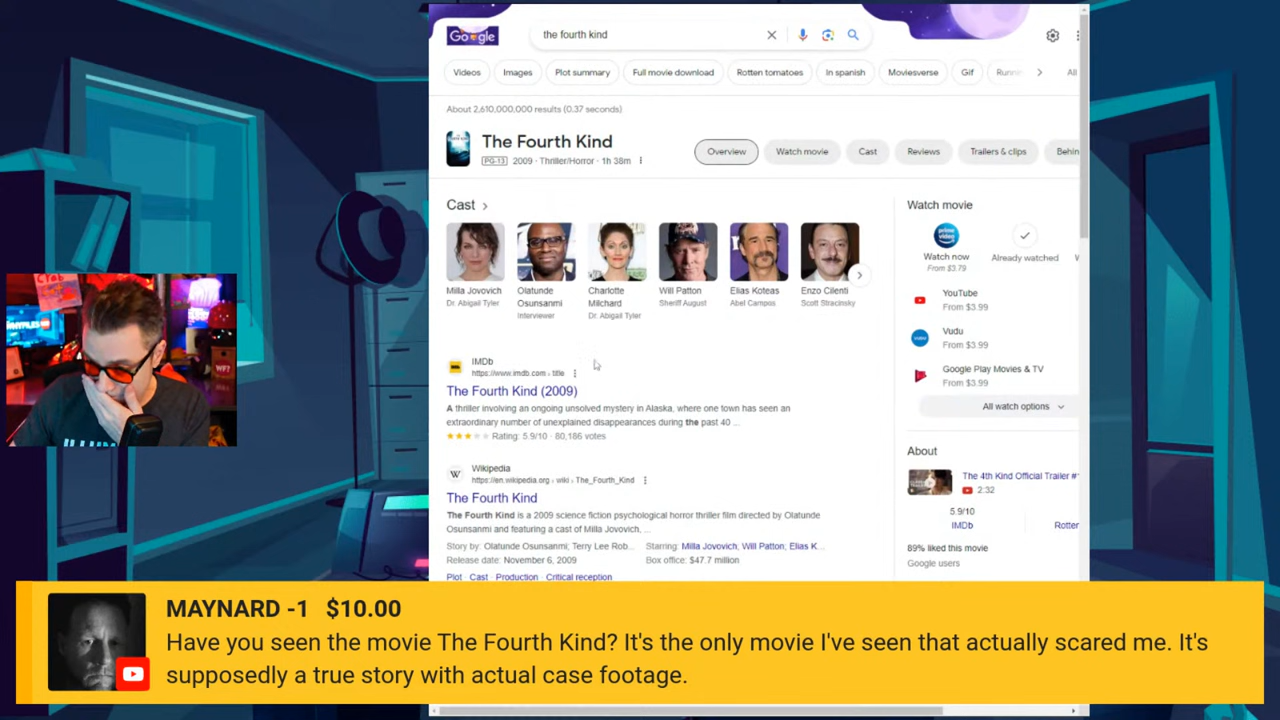 Google
the fourth kind
Videos
Images
Plot summary
Full movie download
Rotten tomatoes
In spanish
Moviesverse
Gif
All
About 2,610,000,000 results (0.37 seconds)
The Fourth Kind
PG-13 2009 · Thriller/Horror · 1h 38m
Overview
Watch movie
Cast
Reviews
Trailers & clips
Behin
Cast
Milla Jovovich
Dr. Abigail Tyler
Olatunde
Osunsanmi
Interviewer
Charlotte
Milchard
Dr. Abigail Tyler
Will Patton
Sheriff August
Elias Koteas
Abel Campos
Enzo Cilenti
Scott Stracinsky
Watch movie
prime video
Watch now
From $3.79
Already watched
YouTube
From $3.99
Vudu
From $3.99
Google Play Movies & TV
From $3.99
All watch options
IMDb
https://www.imdb.com › title
The Fourth Kind (2009)
A thriller involving an ongoing unsolved mystery in Alaska, where one town has seen an
extraordinary number of unexplained disappearances during the past 40 ...
Rating: 5.9/10 · 80,186 votes
W
Wikipedia
https://en.wikipedia.org › wiki › The_Fourth_Kind
The Fourth Kind
The Fourth Kind is a 2009 science fiction psychological horror thriller film directed by Olatunde
Osunsanmi and featuring a cast of Milla Jovovich, ...
Story by: Olatunde Osunsanmi; Terry Lee Rob... Starring: Milla Jovovich; Will Patton; Elias K...
Release date: November 6, 2009 Box office: $47.7 million
Plot · Cast · Production · Critical reception
About
The 4th Kind Official Trailer #
2:32
5.9/10
IMDb
Rotter
89% liked this movie
Google users
MAYNARD -1 $10.00
Have you seen the movie The Fourth Kind? It's the only movie I've seen that actually scared me. It's
supposedly a true story with actual case footage.